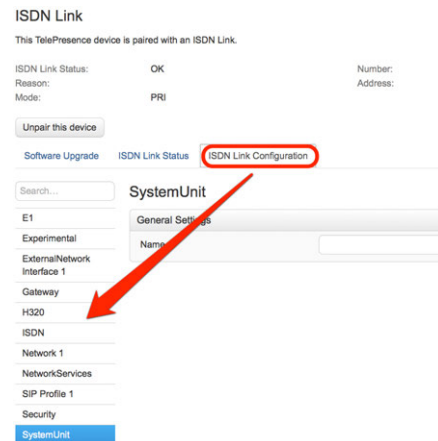 ISDN Link
This TelePresence device is paired with an ISDN Link.
ISDN Link Status: OK Number:
Reason: Address:
Mode: PRI
Unpair this device
Software Upgrade ISDN Link Status ISDN Link Configuration
Search...
SystemUnit
E1
General Settings
Experimental
Name
ExternalNetwork
Interface 1
Gateway
H320
ISDN
Network 1
NetworkServices
SIP Profile 1
Security
SystemUnit